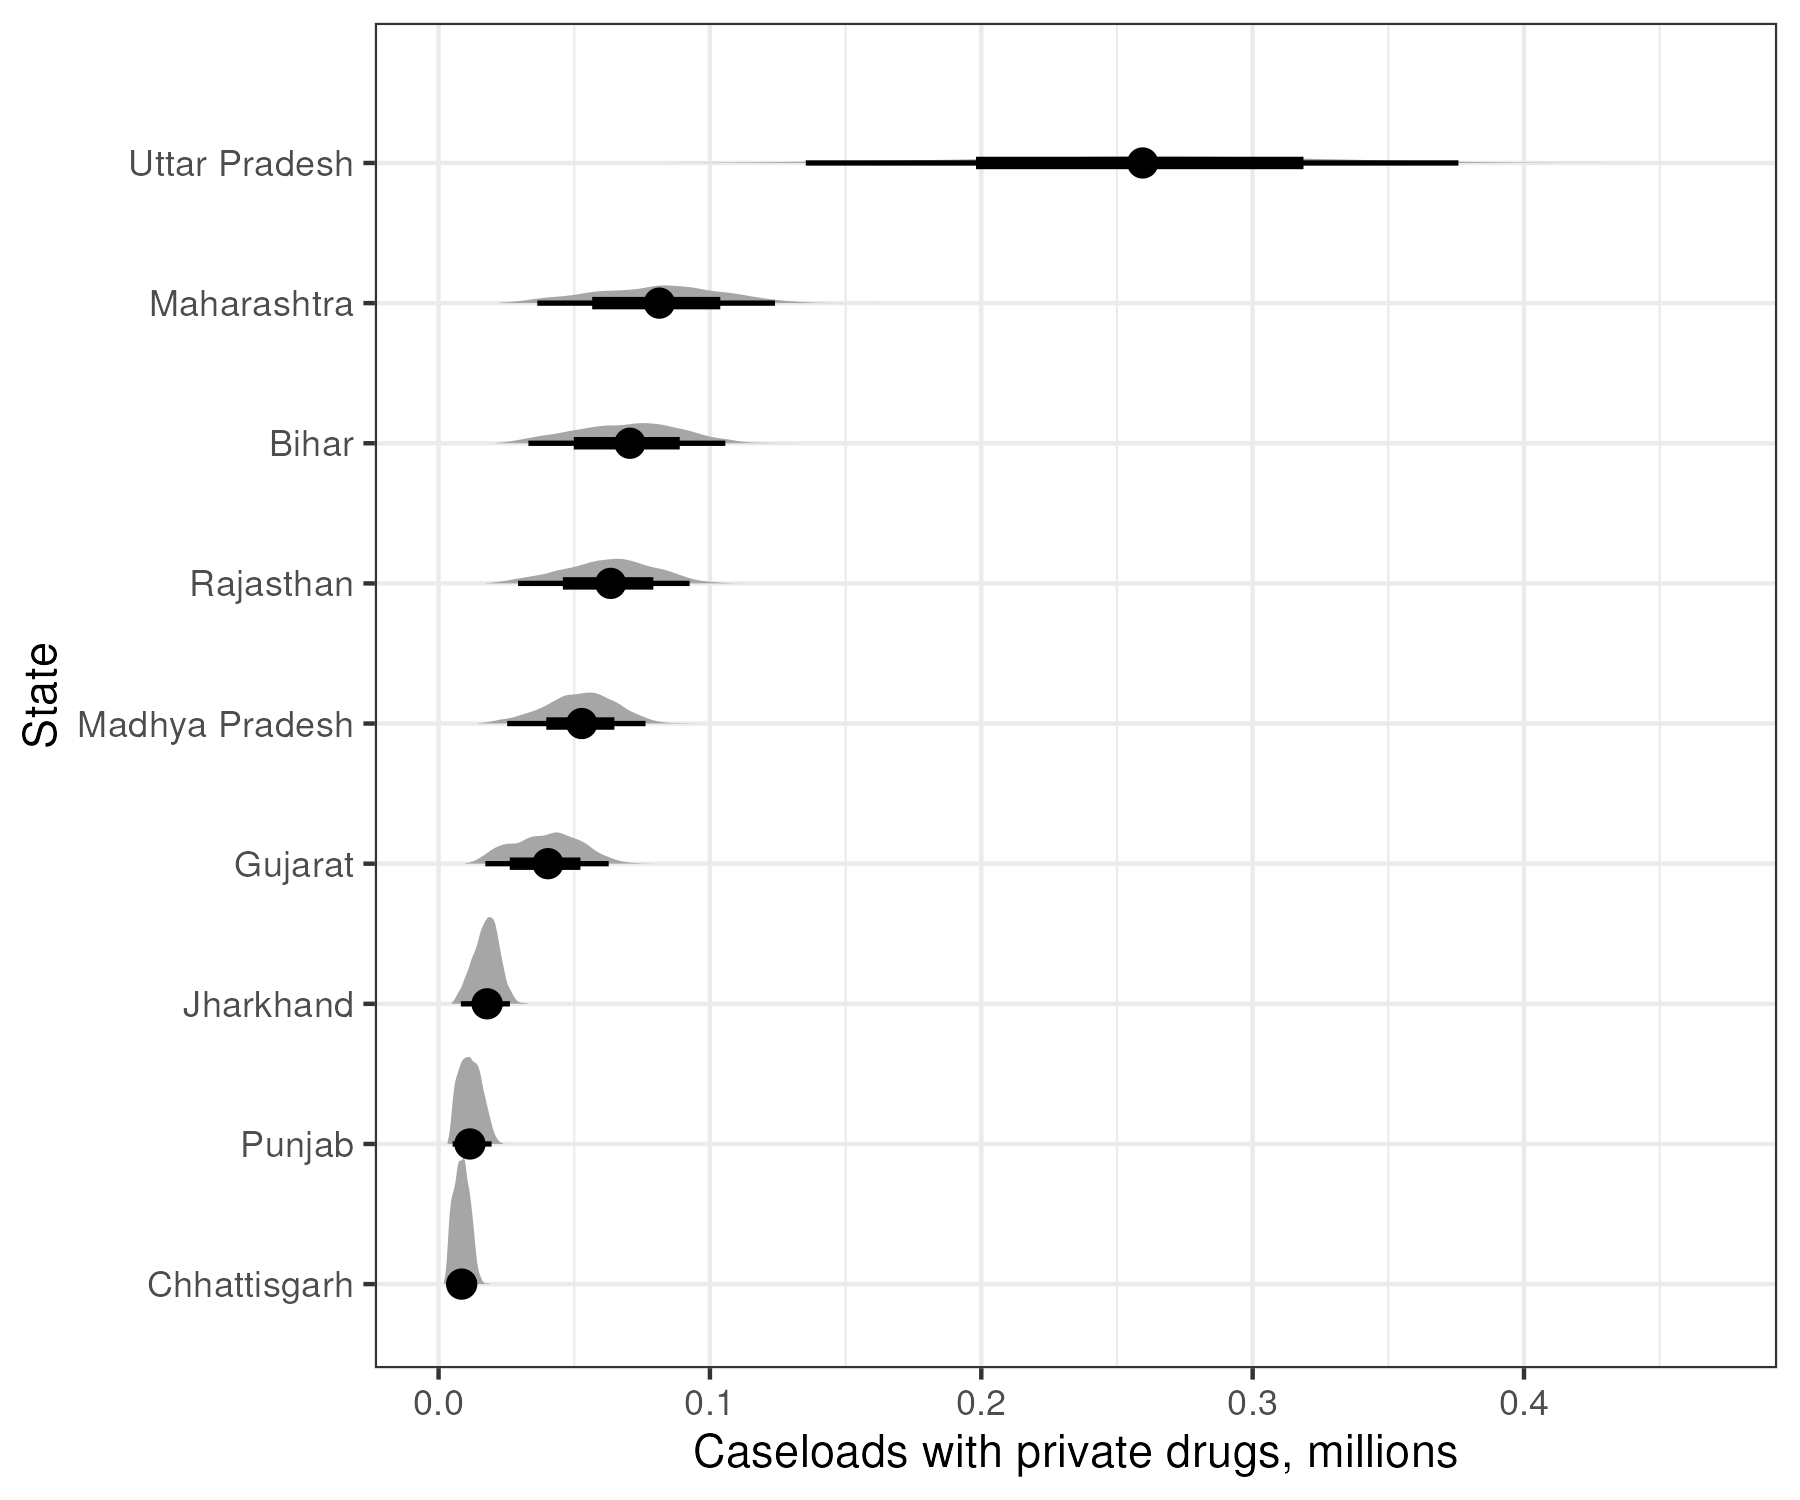 State
Uttar Pradesh
Maharashtra
Bihar
Rajasthan
Madhya Pradesh
Gujarat
Jharkhand
Punjab
Chhattisgarh
0.0 0.1 0.2 0.3 0.4
Caseloads with private drugs, millions